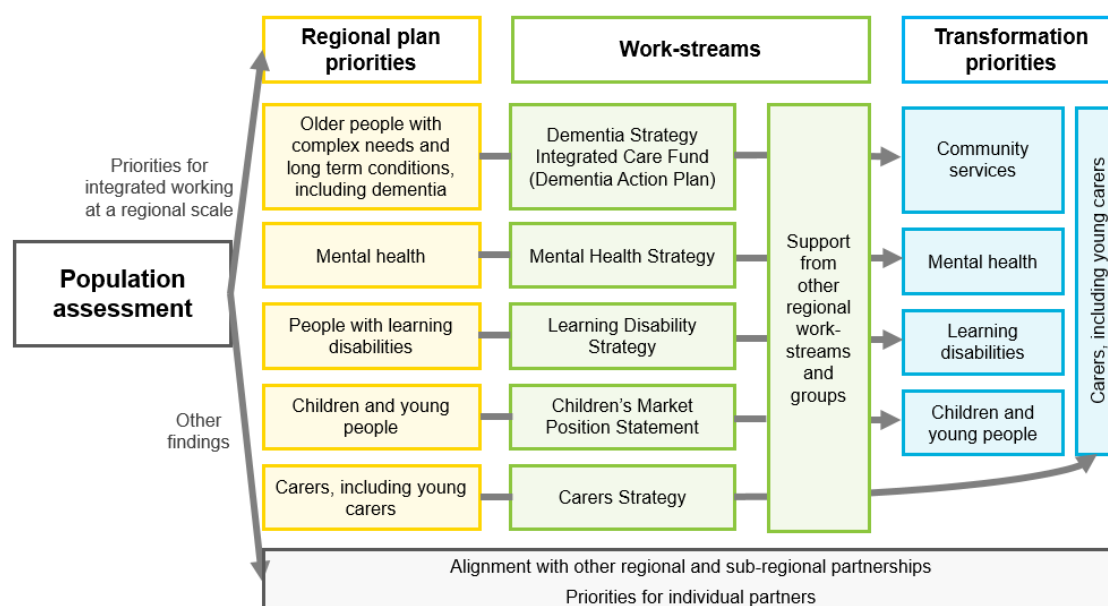 Regional plan
priorities
Work-streams
Transformation
priorities
Priorities for
integrated working
at a regional scale
Population
assessment
Other
findings
Older people with
complex needs and
long term conditions,
including dementia
Dementia Strategy
Integrated Care Fund
(Dementia Action Plan)
Community
services
Mental health
Mental Health Strategy
Mental health
People with learning
disabilities
Learning Disability
Strategy
Learning
disabilities
Children and young
people
Children’s Market
Position Statement
Children and
young people
Carers, including young
carers
Carers Strategy
Support
from
other
regional
work-
streams
and
groups
Carers, including young carers
Alignment with other regional and sub-regional partnerships
Priorities for individual partners